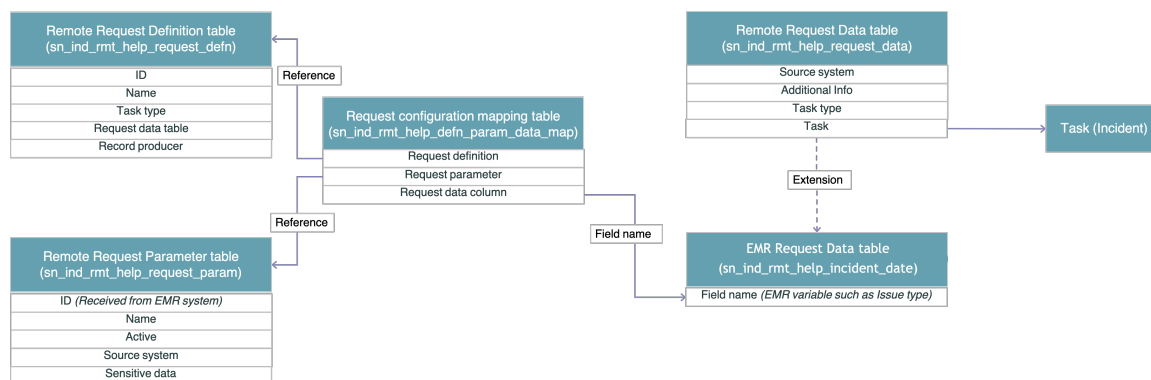 Remote Request Definition table
(sn_ind_rmt_help_request_defn)
ID
Name
Task type
Request data table
Record producer
Reference
Request configuration mapping table
(sn_ind_rmt_help_defn_param_data_map)
Request definition
Request parameter
Request data column
Reference
Remote Request Parameter table
(sn_ind_rmt_help_request_param)
ID (Received from EMR system)
Name
Active
Source system
Sensitive data
Field name
Remote Request Data table
(sn_ind_rmt_help_request_data)
Source system
Additional Info
Task type
Task
Task (Incident)
Extension
EMR Request Data table
(sn_ind_rmt_help_incident_date)
Field name (EMR variable such as Issue type)